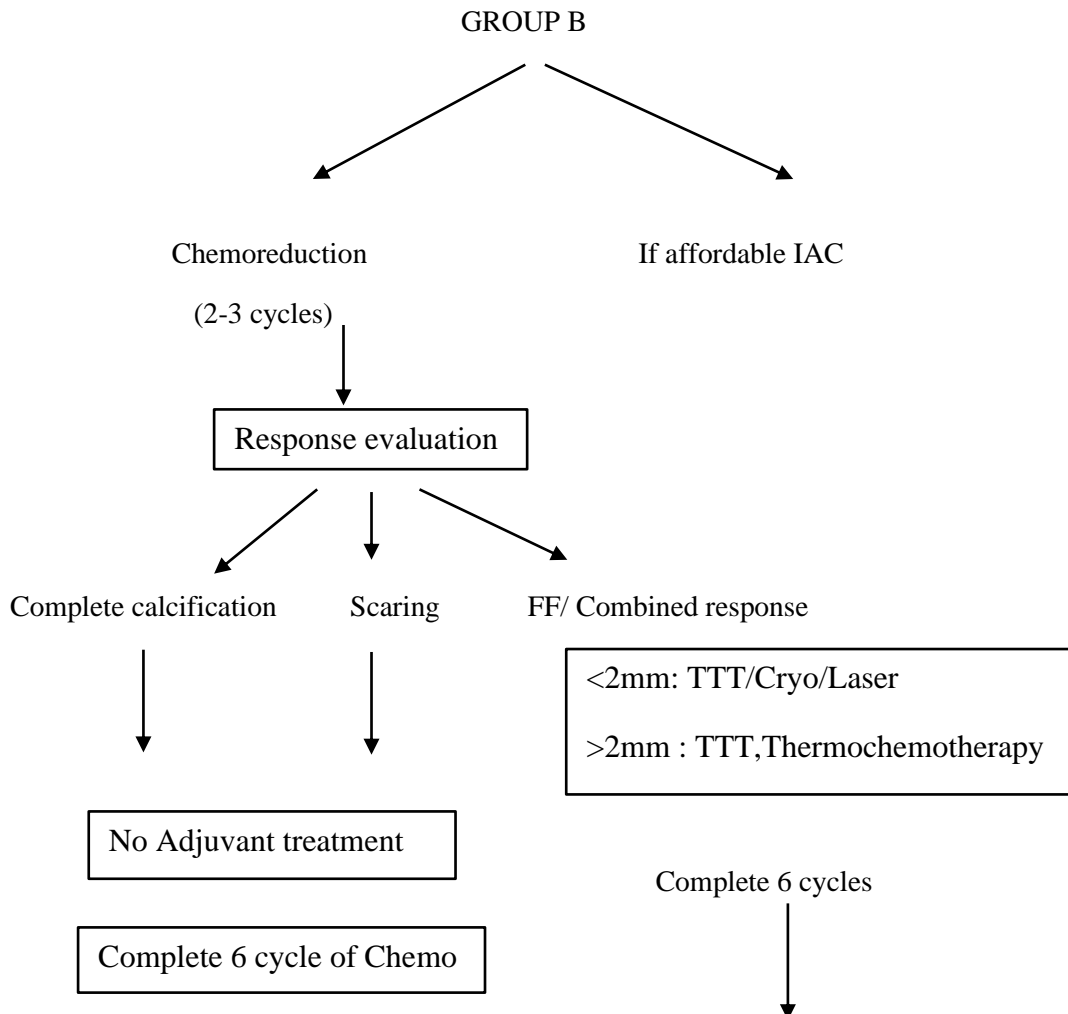 GROUP B
Chemoreduction
If affordable IAC
(2-3 cycles)
Response evaluation
Complete calcification
Scaring
FF/ Combined response
<2mm: TTT/Cryo/Laser
>2mm : TTT,Thermochemotherapy
No Adjuvant treatment
Complete 6 cycles
Complete 6 cycle of Chemo